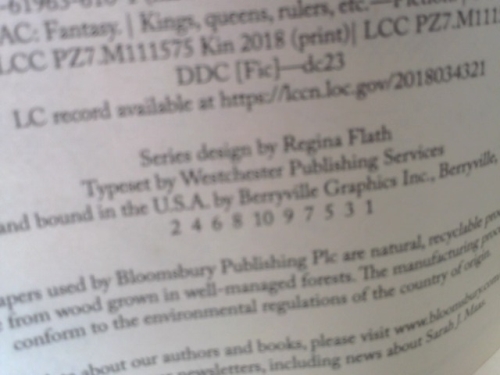 AC: Fantasy. | Kings, queens, rulers, etc.—Fiction.
LCC PZ7.M111575 Kin 2018 (print)| LCC PZ7.M111
DDC [Fic]—dc23
LC record available at https://lccn.loc.gov/2018034321
Series design by Regina Flath
Typeset by Westchester Publishing Services
and bound in the U.S.A. by Berryville Graphics Inc., Berryville,
2 4 6 8 10 9 7 5 3 1
apers used by Bloomsbury Publishing Plc are natural, recyclable
from wood grown in well-managed forests. The manufacturing
conform to the environmental regulations of the country of origin.
about our authors and books, please visit www.bloomsbury.com
newsletters, including news about Sarah J. Maas